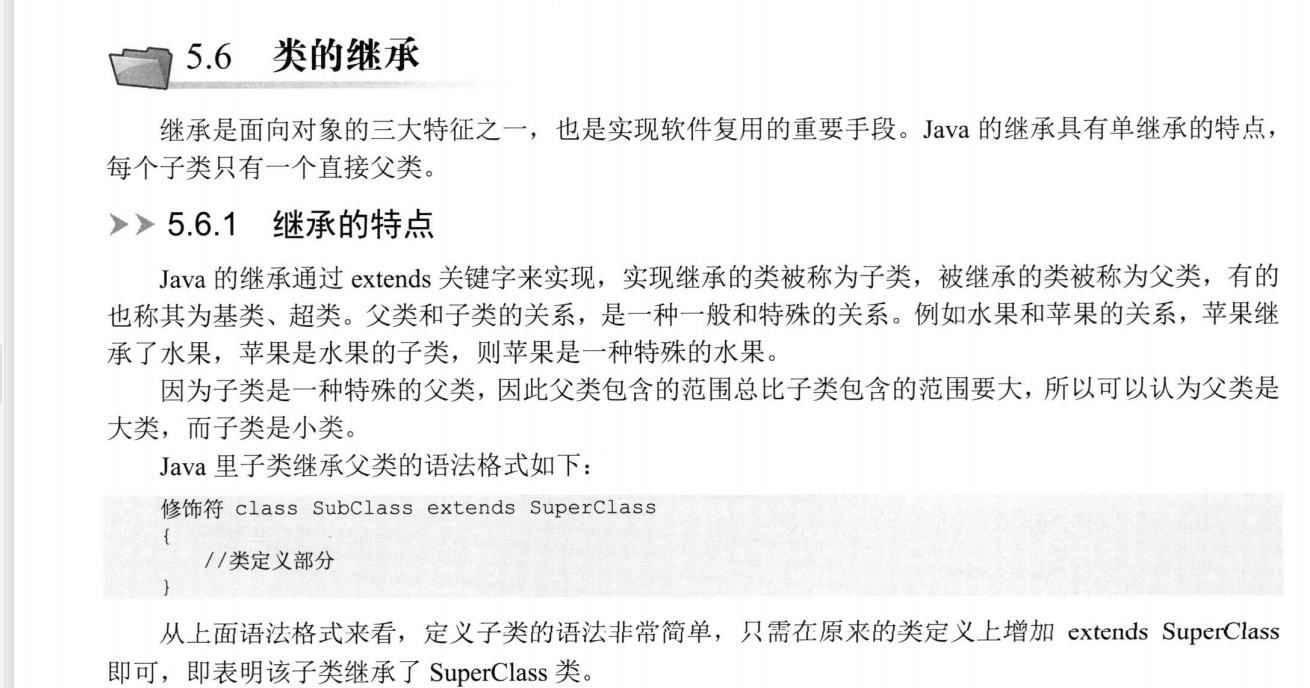 5.6 类的继承
继承是面向对象的三大特征之一，也是实现软件复用的重要手段。Java 的继承具有单继承的特点，
每个子类只有一个直接父类。
5.6.1 继承的特点
Java 的继承通过 extends 关键字来实现，实现继承的类被称为子类，被继承的类被称为父类，有的
也称其为基类、超类。父类和子类的关系，是一种一般和特殊的关系。例如水果和苹果的关系，苹果继
承了水果，苹果是水果的子类，则苹果是一种特殊的水果。
因为子类是一种特殊的父类，因此父类包含的范围总比子类包含的范围要大，所以可以认为父类是
大类，而子类是小类。
Java 里子类继承父类的语法格式如下：
修饰符 class SubClass extends SuperClass
{
//类定义部分
}
从上面语法格式来看，定义子类的语法非常简单，只需在原来的类定义上增加 extends SuperClass
即可，即表明该子类继承了 SuperClass 类。